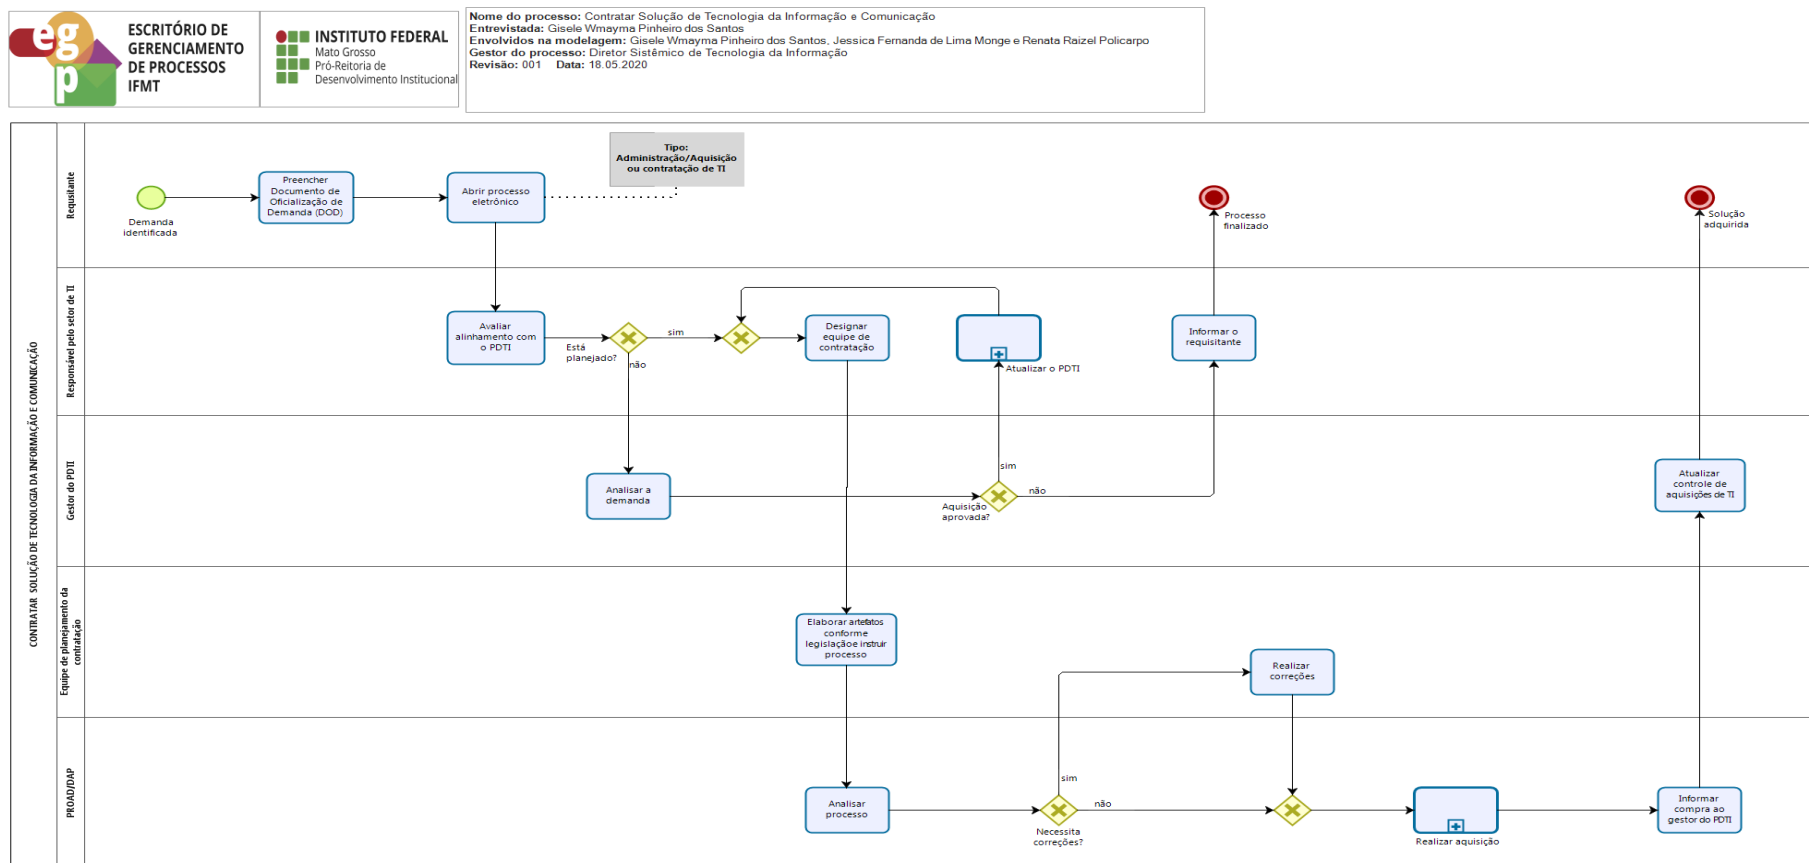 egp
ESCRITÓRIO DE
GERENCIAMENTO
DE PROCESSOS
IFMT
INSTITUTO FEDERAL
Mato Grosso
Pró-Reitoria de
Desenvolvimento Institucional
Nome do processo: Contratar Solução de Tecnologia da Informação e Comunicação
Entrevistada: Gisele Wmayma Pinheiro dos Santos
Envolvidos na modelagem: Gisele Wmayma Pinheiro dos Santos, Jessica Fernanda de Lima Monge e Renata Raizel Policarpo
Gestor do processo: Diretor Sistêmico de Tecnologia da Informação
Revisão: 001 Data: 18.05.2020
CONTRATAR SOLUÇÃO DE TECNOLOGIA DA INFORMAÇÃO E COMUNICAÇÃO
Requsitante
Demanda
identificada
Preencher
Documento de
Oficialização de
Demanda (DOD)
Abrir processo
eletrônico
Tipo:
Administração/Aquisição
ou contratação de TI
Processo
finalizado
Solução
adquirida
Responsável pelo setor de TI
Avaliar
alinhamento com
o PDTI
Está
planejado?
sim
não
Designar
equipe de
contratação
Atualizar o PDTI
Informar o
requisitante
Gestor do PDTI
Analisar a
demanda
Aquisição
aprovada?
sim
não
Atualizar
controle de
aquisições de TI
Equipe de planejamento da
contratação
Elaborar artefatos
conforme
legislaçãoe instruir
processo
Realizar
correções
PROAD/DAP
Analisar
processo
Necessita
correções?
sim
não
Realizar aquisição
Informar
compra ao
gestor do PDTI